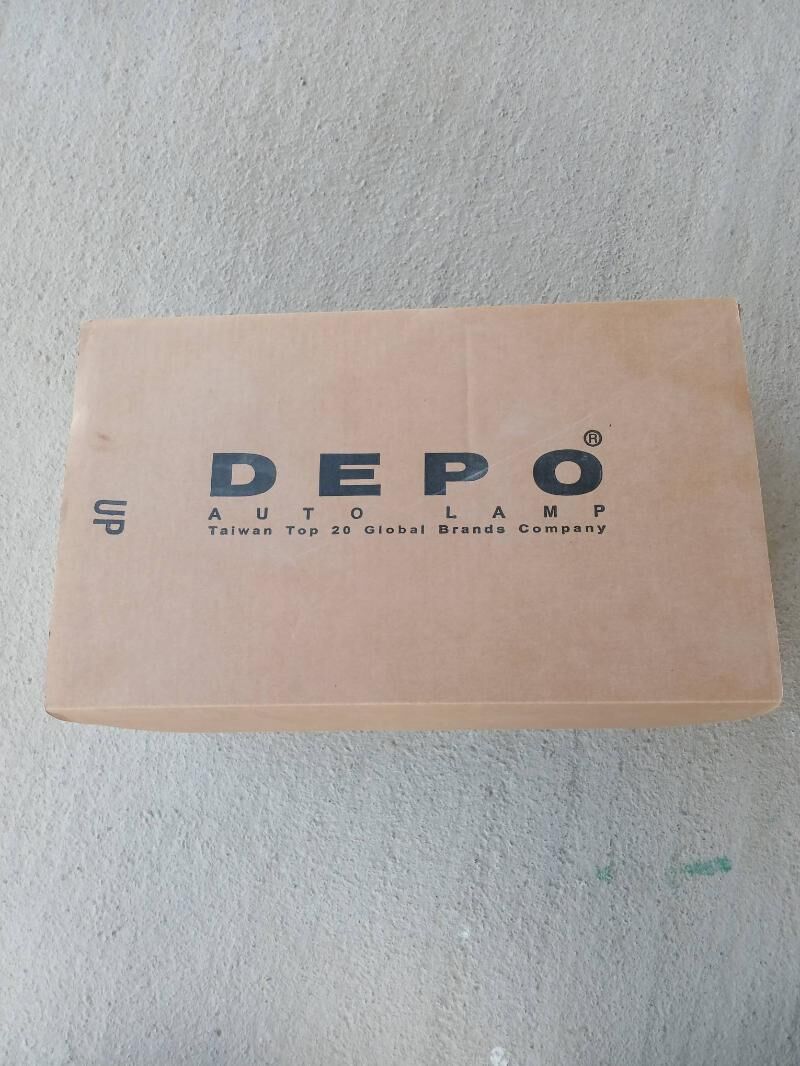 DEPO®
AUTO LAMP
Taiwan Top 20 Global Brands Company
UP